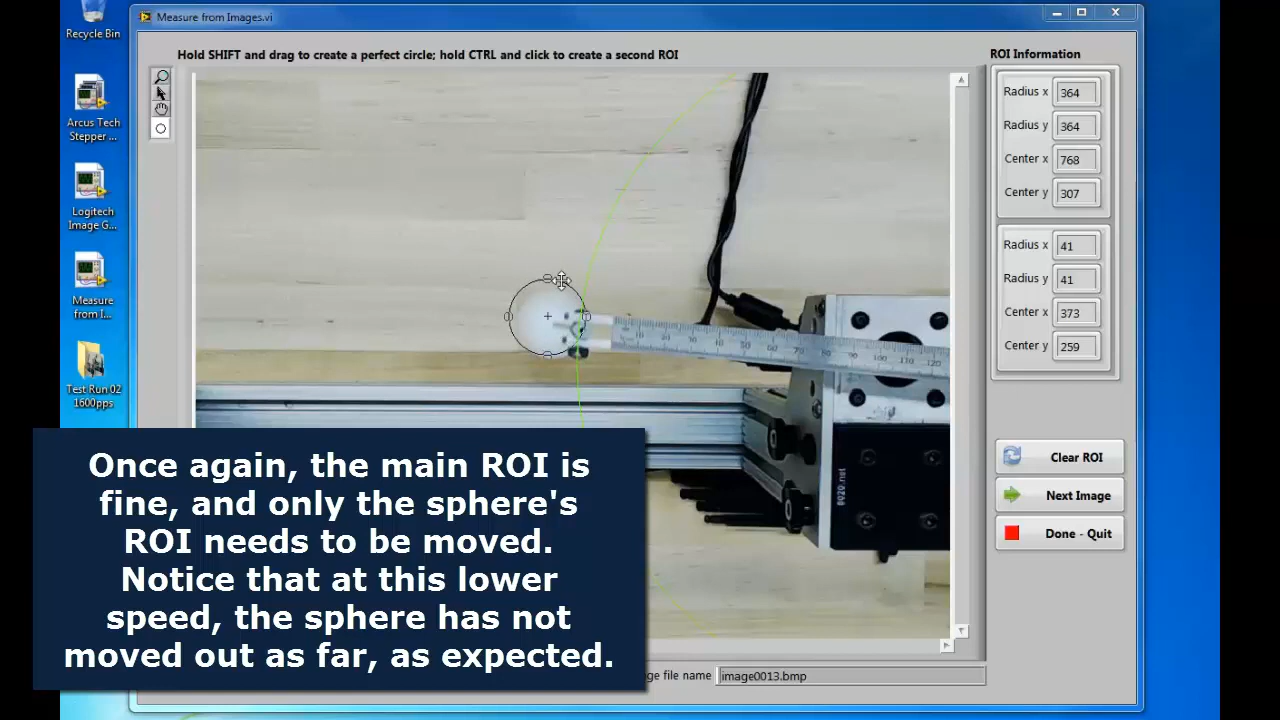 Recycle Bin
Arcus Tech
Stepper ...
Logitech
Image G...
Measure
from I...
Test Run 02
1600pps
Measure from Images.vi
Hold SHIFT and drag to create a perfect circle; hold CTRL and click to create a second ROI
ROI Information
Radius x 364
Radius y 364
Center x 768
Center y 307
Radius x 41
Radius y 41
Center x 373
Center y 259
Clear ROI
Next Image
Done - Quit
Once again, the main ROI is
fine, and only the sphere's
ROI needs to be moved.
Notice that at this lower
speed, the sphere has not
moved out as far, as expected.
ge file name image0013.bmp